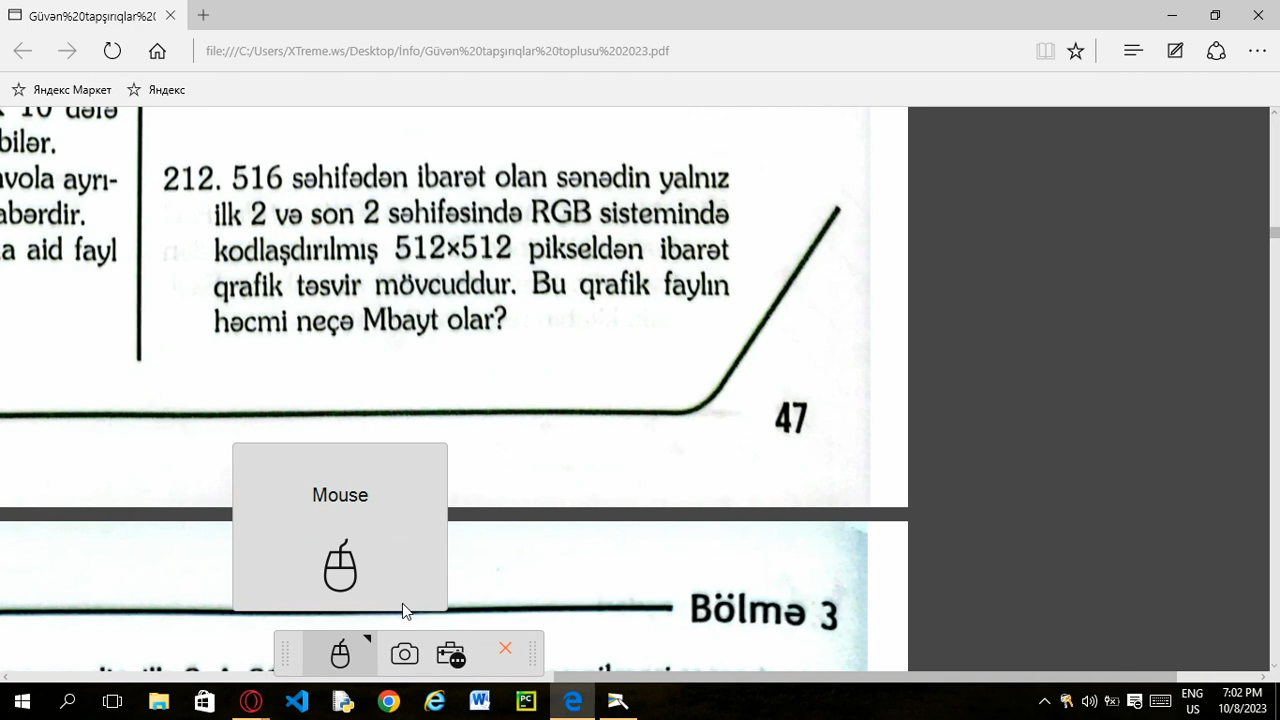 Güvən%20tapşırıqlar%20(
file:///C:/Users/XTreme.ws/Desktop/İnfo/Güvən%20tapşırıqlar%20toplusu%202023.pdf
Яндекс Маркет
Яндекс
bilər.
abərdir.
a aid fayl
212. 516 səhifədən ibarət olan sənədin yalnız
ilk 2 və son 2 səhifəsində RGB sistemində
kodlaşdırılmış 512×512 pikseldən ibarət
qrafik təsvir mövcuddur. Bu qrafik faylın
həcmi neçə Mbayt olar?
47
Mouse
Bölmə 3
ENG
US
7:02 PM
10/8/2023